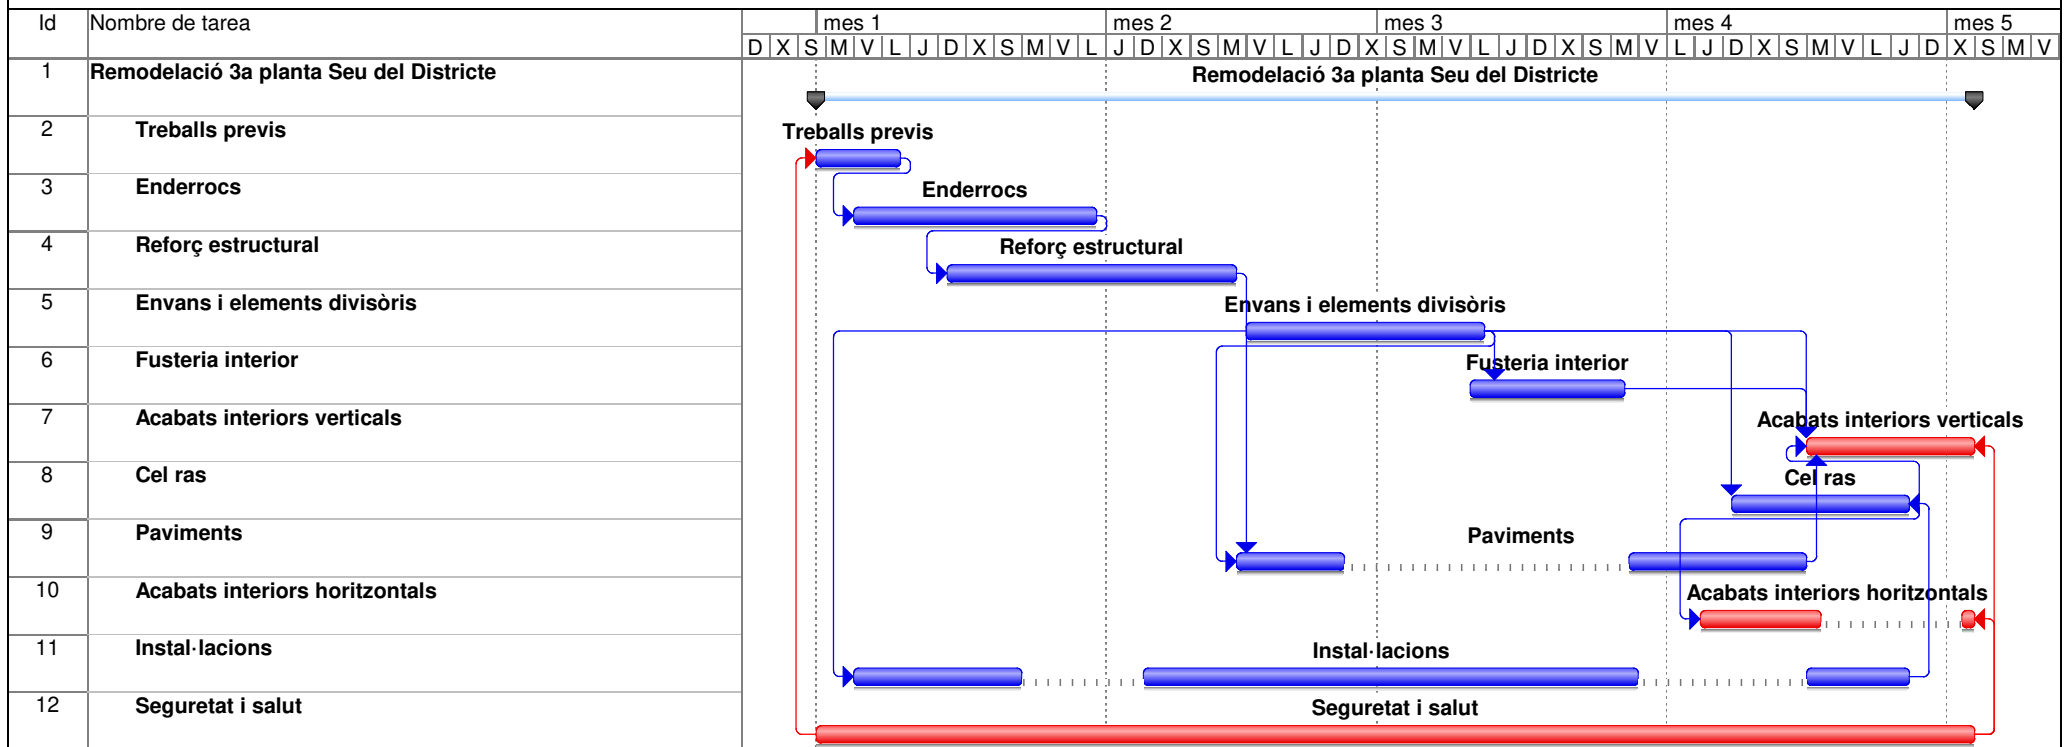 Id Nombre de tarea mes 1 mes 2 mes 3 mes 4 mes 5
D X S M V L J D X S M V L J D X S M V L J D X S M V L J D X S M V L J D X S M V L J D X S M V
1 Remodelació 3a planta Seu del Districte Remodelació 3a planta Seu del Districte
2 Treballs previs Treballs previs
3 Enderrocs Enderrocs
4 Reforç estructural Reforç estructural
5 Envans i elements divisòris Envans i elements divisòris
6 Fusteria interior Fusteria interior
7 Acabats interiors verticals Acabats interiors verticals
8 Cel ras Cel ras
9 Paviments Paviments
10 Acabats interiors horitzontals Acabats interiors horitzontals
11 Instal·lacions Instal·lacions
12 Seguretat i salut Seguretat i salut